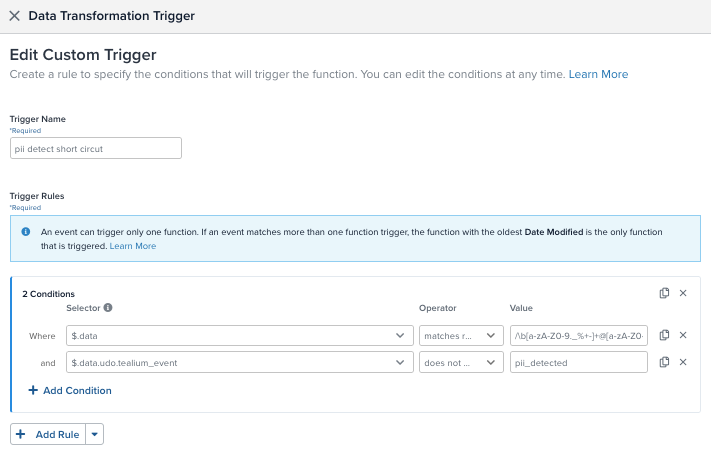 Data Transformation Trigger
Edit Custom Trigger
Create a rule to specify the conditions that will trigger the function. You can edit the conditions at any time. Learn More
Trigger Name
*Required
pii detect short circut
Trigger Rules
*Required
An event can trigger only one function. If an event matches more than one function trigger, the function with the oldest Date Modified is the only function
that is triggered. Learn More
2 Conditions
Selector Operator Value
Where $.data matches r... /\b[a-zA-Z0-9._%+-]+@[a-zA-Z0-
and $.data.udo.tealium_event does not ... pii_detected
+ Add Condition
+ Add Rule